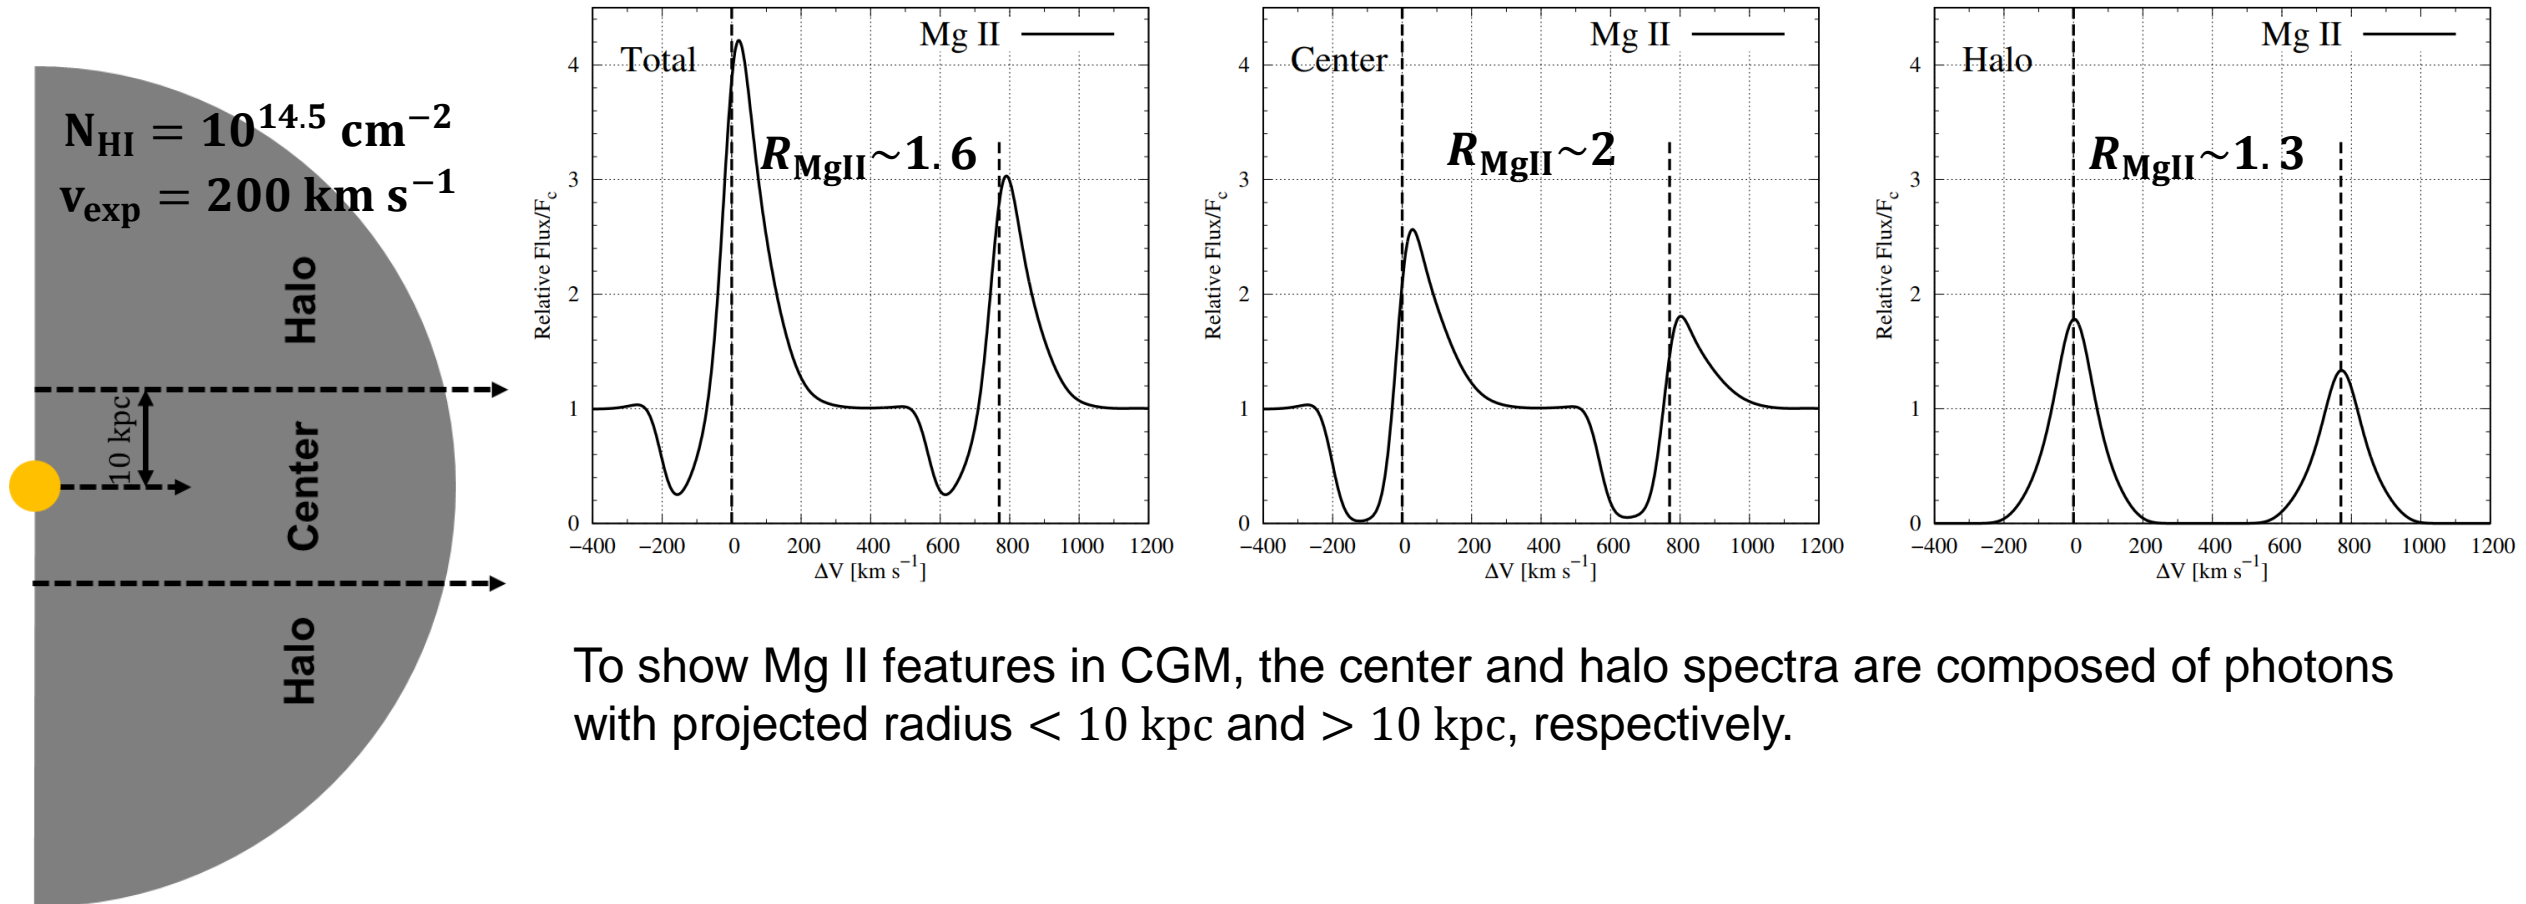 N_HI = 10^14.5 cm^−2
v_exp = 200 km s^−1
Halo
10 kpc
Center
Halo
Total
Mg II
R_MgII~1.6
Relative Flux/F_c
4
3
2
1
0
−400 −200 0 200 400 600 800 1000 1200
ΔV [km s^−1]
Center
Mg II
R_MgII~2
Relative Flux/F_c
4
3
2
1
0
−400 −200 0 200 400 600 800 1000 1200
ΔV [km s^−1]
Halo
Mg II
R_MgII~1.3
Relative Flux/F_c
4
3
2
1
0
−400 −200 0 200 400 600 800 1000 1200
ΔV [km s^−1]
To show Mg II features in CGM, the center and halo spectra are composed of photons
with projected radius < 10 kpc and > 10 kpc, respectively.